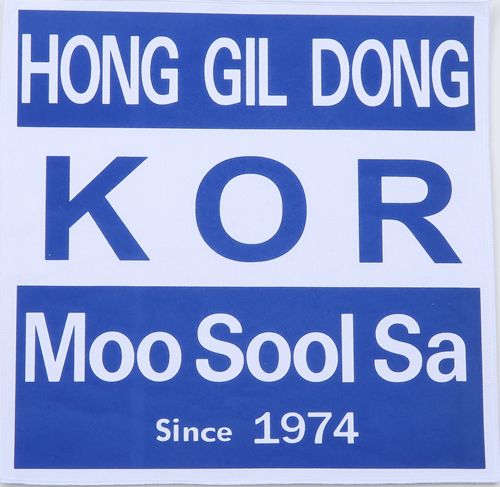 HONG GIL DONG
KOR
Moo Sool Sa
Since 1974